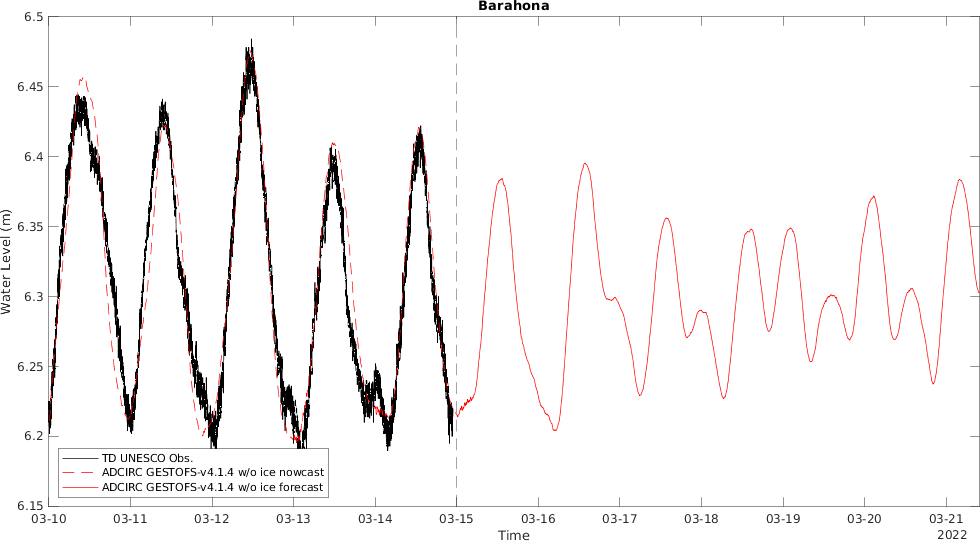 Barahona
6.5
6.45
6.4
6.35
6.3
6.25
6.2
6.15
Water Level (m)
TD UNESCO Obs.
ADCIRC GESTOFS-v4.1.4 w/o ice nowcast
ADCIRC GESTOFS-v4.1.4 w/o ice forecast
03-10 03-11 03-12 03-13 03-14 03-15 03-16 03-17 03-18 03-19 03-20 03-21
Time
2022